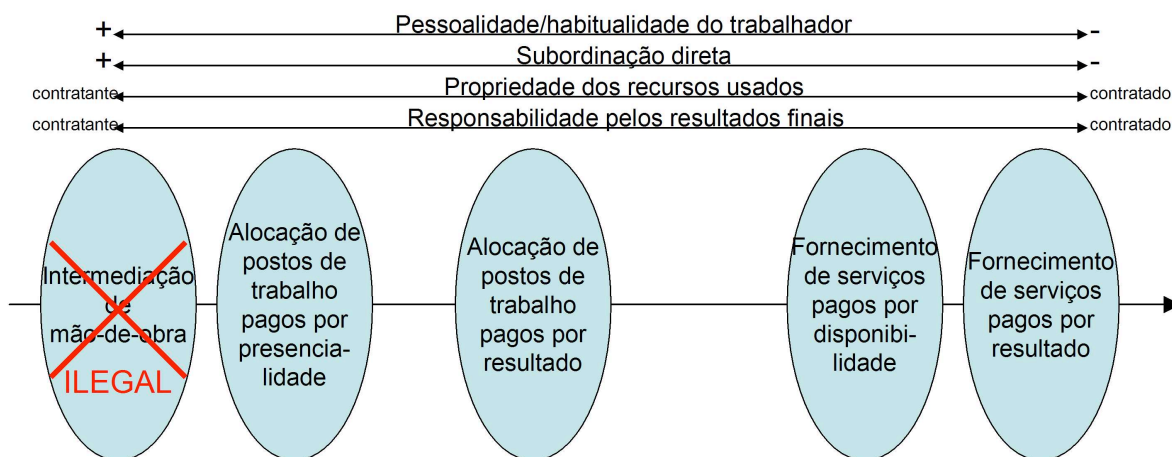 + Pessoalidade/habitualidade do trabalhador -
+ Subordinação direta -
contratante Propriedade dos recursos usados contratado
contratante Responsabilidade pelos resultados finais contratado
Intermediação
de
mão-de-obra
ILEGAL
Alocação de
postos de
trabalho
pagos por
presencia-
lidade
Alocação de
postos de
trabalho
pagos por
resultado
Fornecimento
de serviços
pagos por
disponibi-
lidade
Fornecimento
de serviços
pagos por
resultado